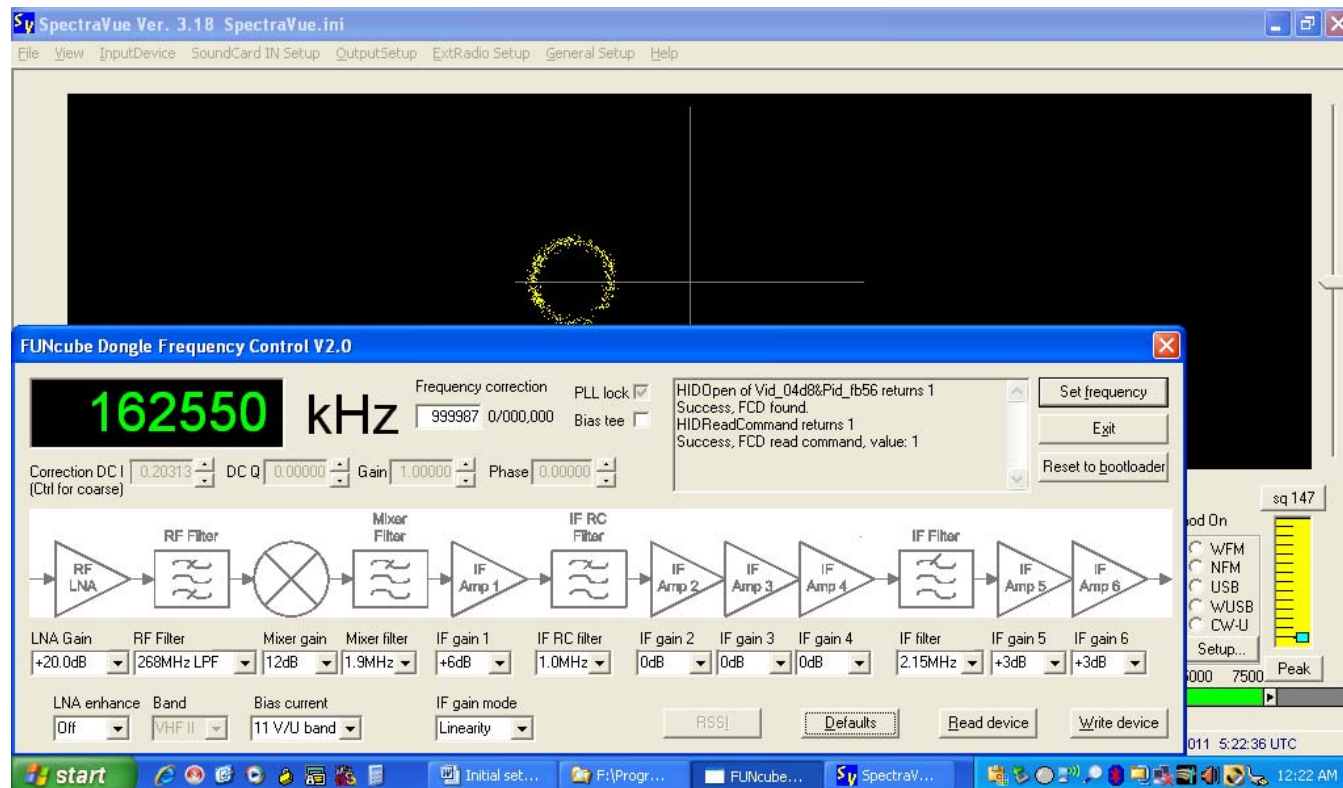 SpectraVue Ver. 3.18 SpectraVue.ini
File View InputDevice SoundCard IN Setup OutputSetup ExtRadio Setup General Setup Help
FUNcube Dongle Frequency Control V2.0
162550 kHz
Frequency correction
999987 0/000,000
PLL lock
Bias tee
HIDOpen of Vid_04d8&Pid_fb56 returns 1
Success, FCD found.
HIDReadCommand returns 1
Success, FCD read command, value: 1
Set frequency
Exit
Reset to bootloader
Correction DC I 0.20313 DC Q 0.00000 Gain 1.00000 Phase 0.00000
(Ctrl for coarse)
RF Filter
Mixer Filter
IF RC Filter
IF Filter
RF LNA
IF Amp 1
IF Amp 2
IF Amp 3
IF Amp 4
IF Amp 5
IF Amp 6
LNA Gain RF Filter Mixer gain Mixer filter IF gain 1 IF RC filter IF gain 2 IF gain 3 IF gain 4 IF filter IF gain 5 IF gain 6
+20.0dB 268MHz LPF 12dB 1.9MHz +6dB 1.0MHz 0dB 0dB 0dB 2.15MHz +3dB +3dB
LNA enhance Band Bias current IF gain mode
Off VHF II 11 V/U band Linearity
RSSI Defaults Read device Write device
sq 147
od On
WFM
NFM
USB
WUSB
CW-U
Setup...
000 7500
Peak
011 5:22:36 UTC
start
Initial set...
F:\Progr...
FUNcube...
SpectraV...
12:22 AM